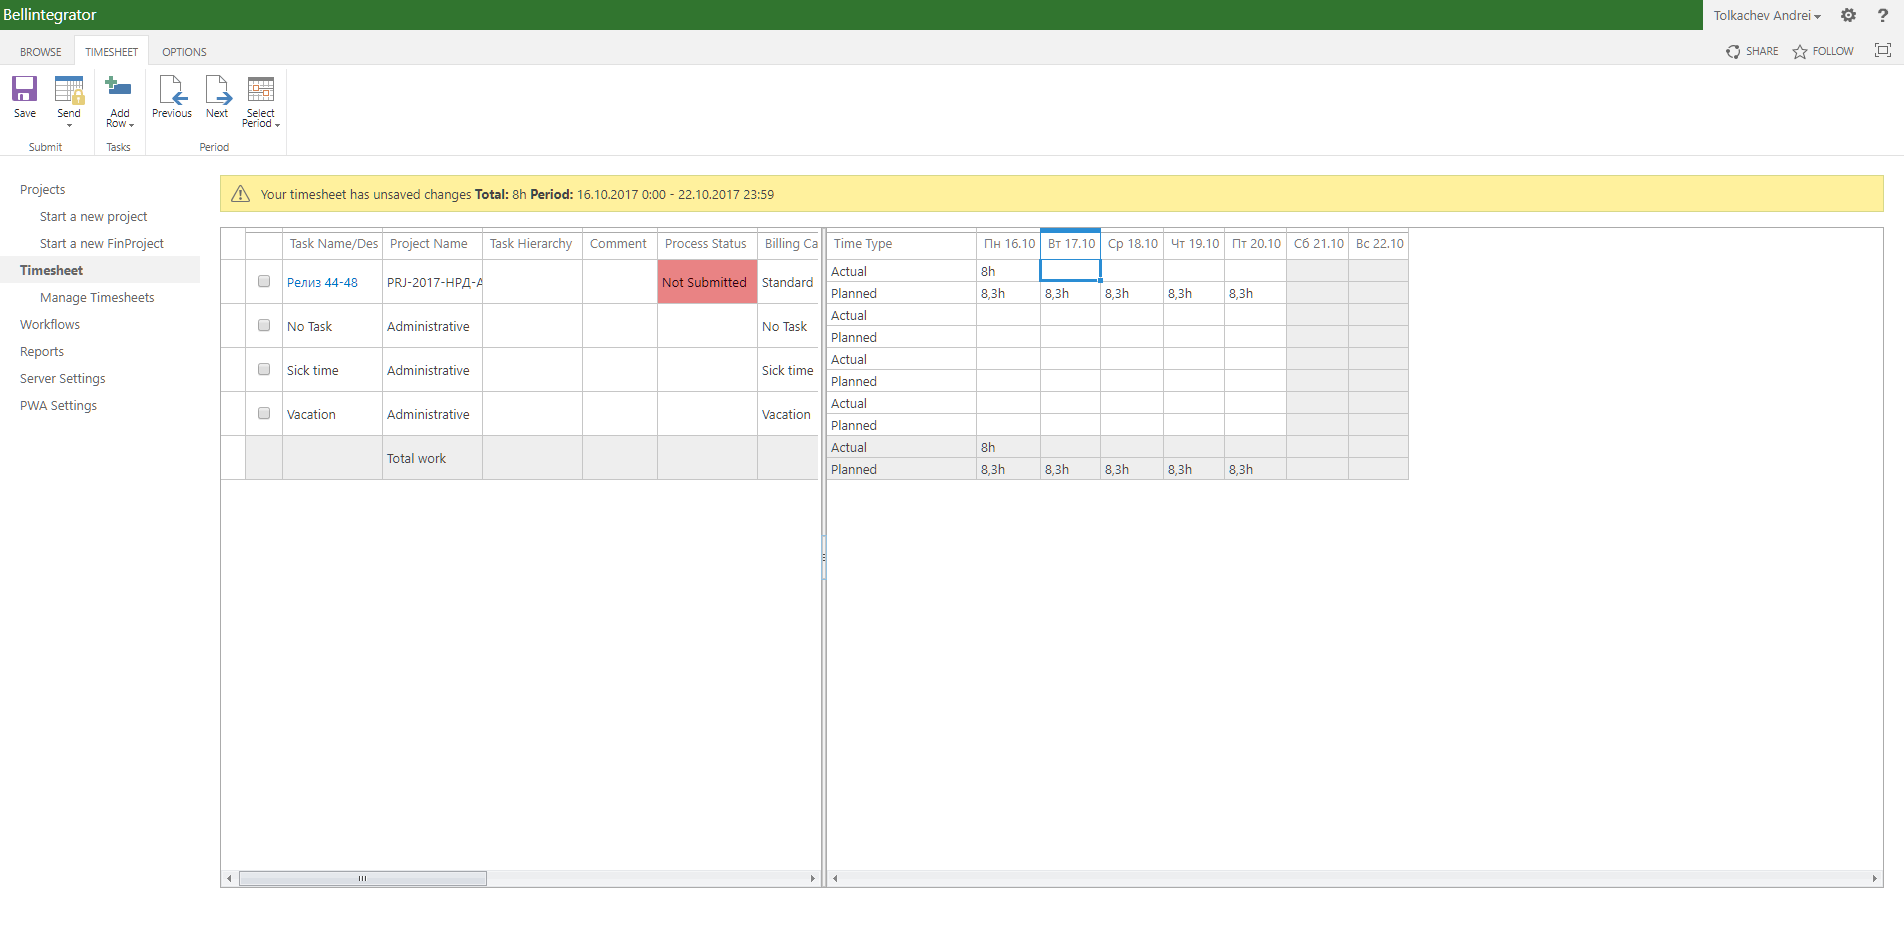 Bellintegrator
Tolkachev Andrei
?
BROWSE TIMESHEET OPTIONS
SHARE FOLLOW
Save Send Add Row Previous Next Select Period
Submit Tasks Period
Projects
Start a new project
Start a new FinProject
Timesheet
Manage Timesheets
Workflows
Reports
Server Settings
PWA Settings
Your timesheet has unsaved changes Total: 8h Period: 16.10.2017 0:00 - 22.10.2017 23:59
Task Name/Des Project Name Task Hierarchy Comment Process Status Billing Ca Time Type Пн 16.10 Вт 17.10 Ср 18.10 Чт 19.10 Пт 20.10 Сб 21.10 Вс 22.10
Релиз 44-48 PRJ-2017-НРД-A Not Submitted Standard
Actual 8h
Planned 8,3h 8,3h 8,3h 8,3h 8,3h
No Task Administrative No Task
Actual
Planned
Sick time Administrative Sick time
Actual
Planned
Vacation Administrative Vacation
Actual
Planned
Total work
Actual 8h
Planned 8,3h 8,3h 8,3h 8,3h 8,3h